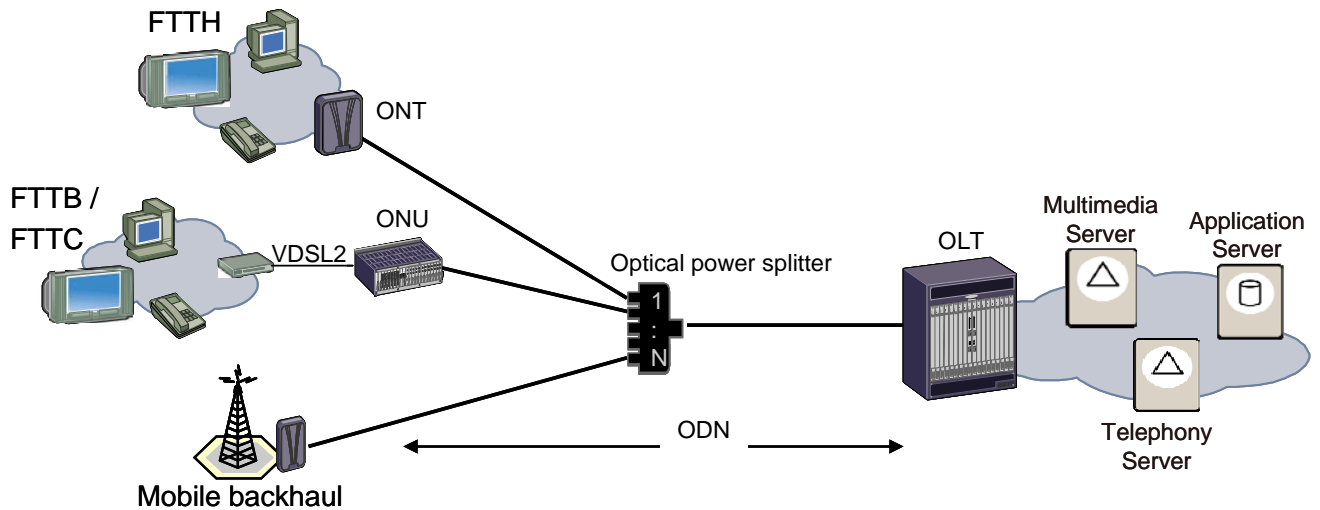 FTTH
ONT
FTTB /
FTTC
VDSL2
ONU
Optical power splitter
1
:
N
OLT
Multimedia
Server
Application
Server
Telephony
Server
ODN
Mobile backhaul